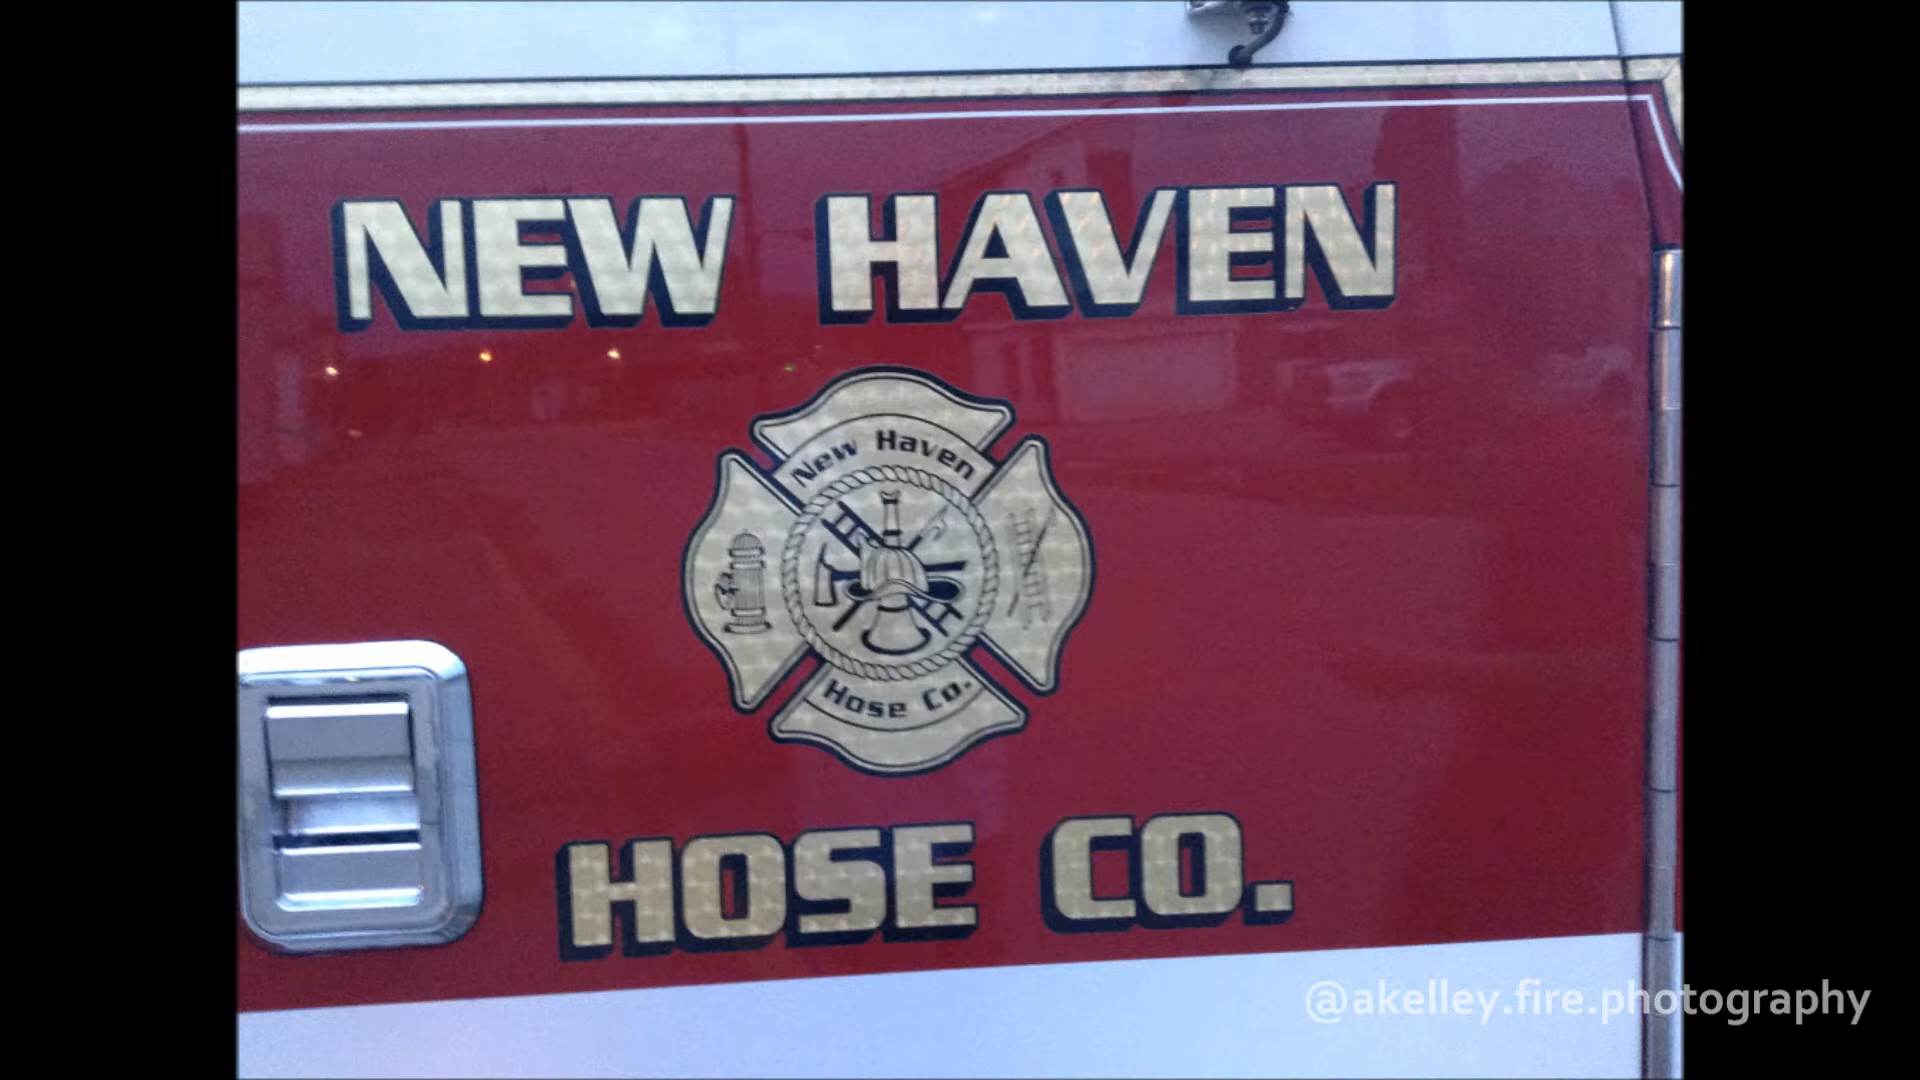 NEW HAVEN
New Haven
Hose Co.
HOSE CO.
@akelley.fire.photography